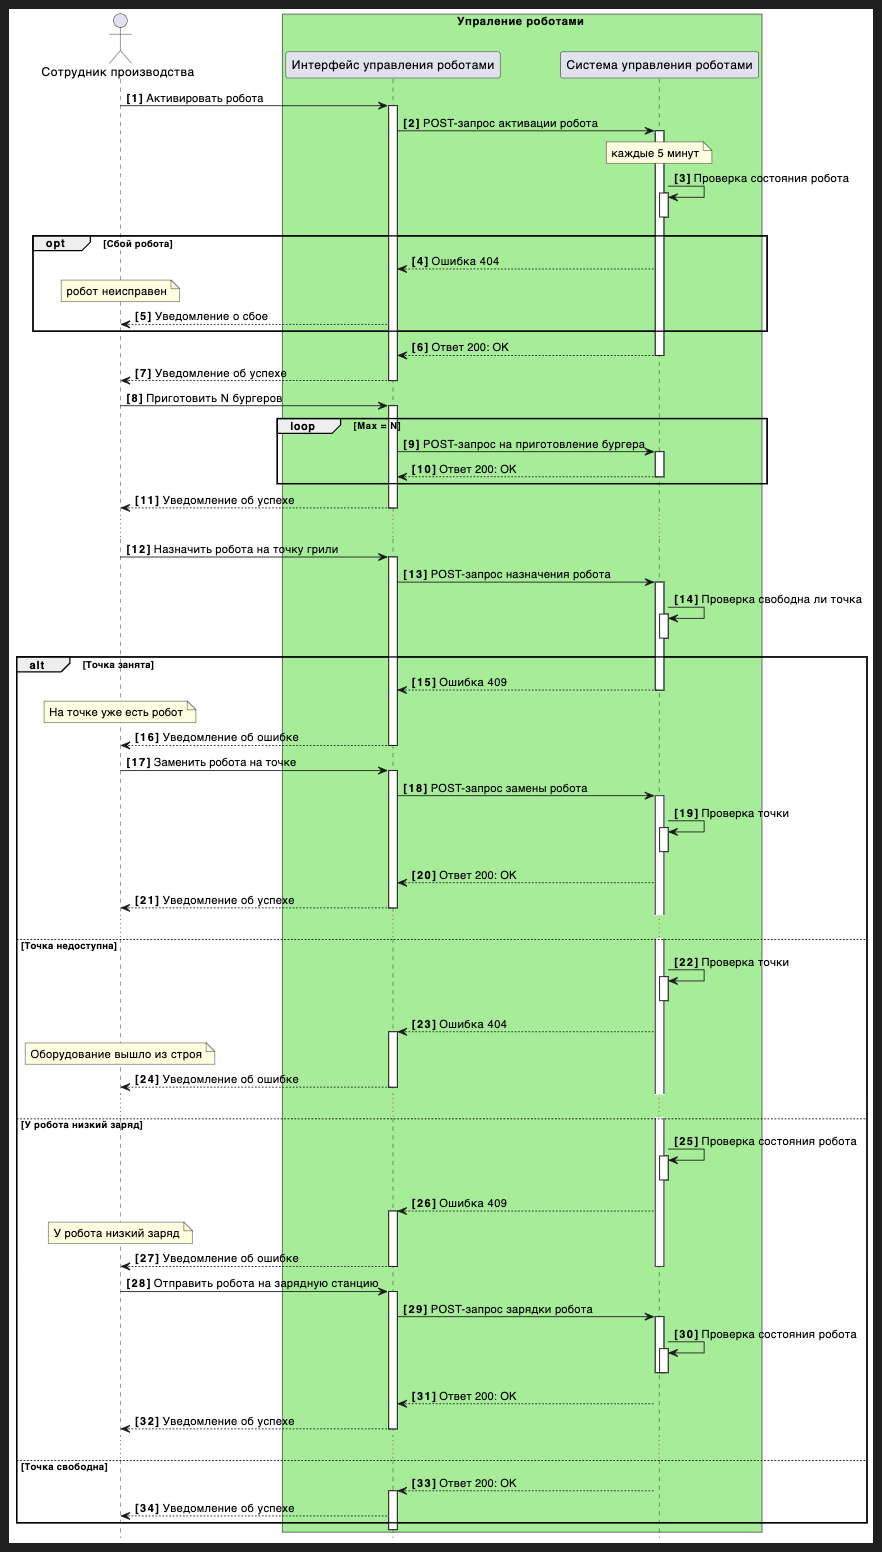 Упраление роботами
Сотрудник производства
Интерфейс управления роботами
Система управления роботами
[1] Активировать робота
[2] POST-запрос активации робота
каждые 5 минут
[3] Проверка состояния робота
opt
[Сбой робота]
[4] Ошибка 404
робот неисправен
[5] Уведомление о сбое
[6] Ответ 200: OK
[7] Уведомление об успехе
[8] Приготовить N бургеров
loop
[Max = N]
[9] POST-запрос на приготовление бургера
[10] Ответ 200: OK
[11] Уведомление об успехе
[12] Назначить робота на точку грили
[13] POST-запрос назначения робота
[14] Проверка свободна ли точка
alt
[Точка занята]
[15] Ошибка 409
На точке уже есть робот
[16] Уведомление об ошибке
[17] Заменить робота на точке
[18] POST-запрос замены робота
[19] Проверка точки
[20] Ответ 200: OK
[21] Уведомление об успехе
[Точка недоступна]
[22] Проверка точки
[23] Ошибка 404
Оборудование вышло из строя
[24] Уведомление об ошибке
[У робота низкий заряд]
[25] Проверка состояния робота
[26] Ошибка 409
У робота низкий заряд
[27] Уведомление об ошибке
[28] Отправить робота на зарядную станцию
[29] POST-запрос зарядки робота
[30] Проверка состояния робота
[31] Ответ 200: OK
[32] Уведомление об успехе
[Точка свободна]
[33] Ответ 200: OK
[34] Уведомление об успехе